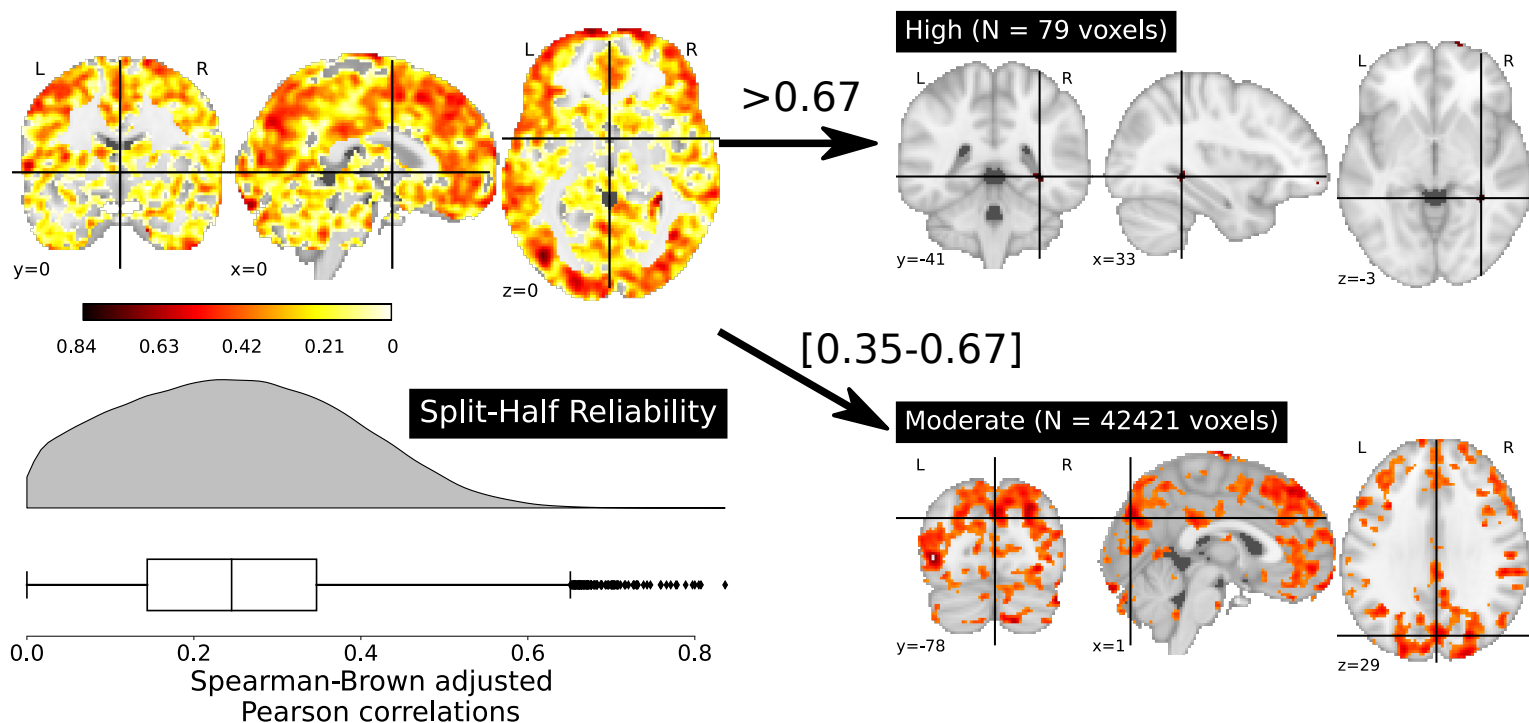 L R L R
y=0 x=0 z=0
0.84 0.63 0.42 0.21 0
>0.67
High (N = 79 voxels)
L R L R
y=-41 x=33 z=-3
[0.35-0.67]
Moderate (N = 42421 voxels)
L R L R
y=-78 x=1 z=29
Split-Half Reliability
0.0 0.2 0.4 0.6 0.8
Spearman-Brown adjusted
Pearson correlations